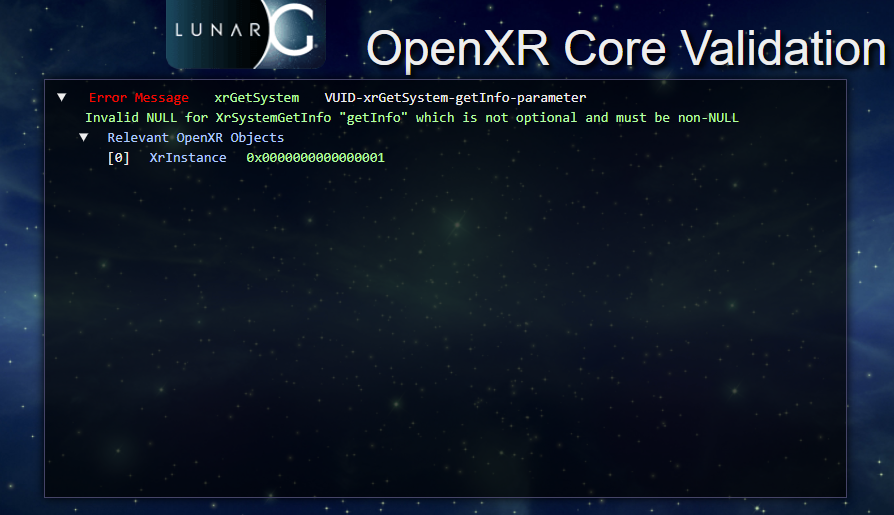 LUNARG
OpenXR Core Validation
▼ Error Message xrGetSystem VUID-xrGetSystem-getInfo-parameter
Invalid NULL for XrSystemGetInfo "getInfo" which is not optional and must be non-NULL
▼ Relevant OpenXR Objects
[0] XrInstance 0x0000000000000001